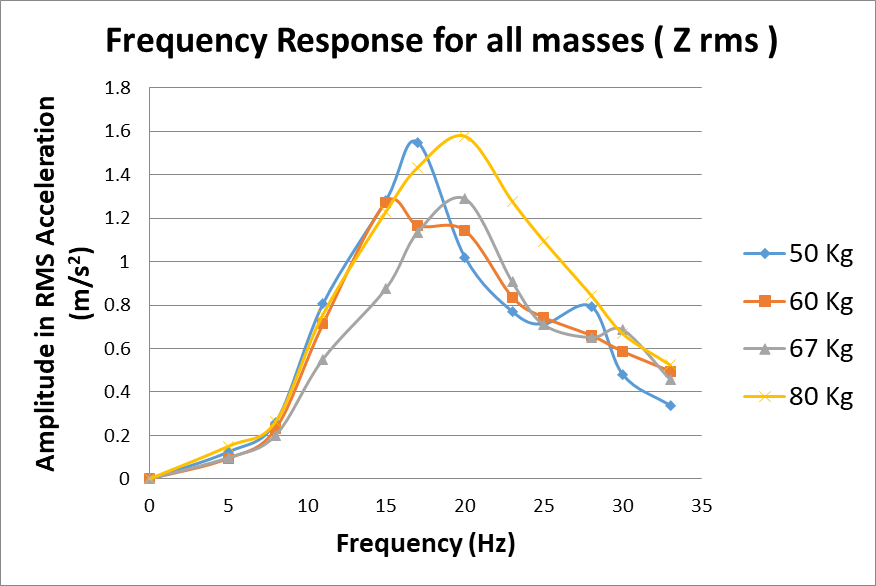 Frequency Response for all masses ( Z rms )
Amplitude in RMS Acceleration
(m/s²)
1.8
1.6
1.4
1.2
1
0.8
0.6
0.4
0.2
0
0 5 10 15 20 25 30 35
Frequency (Hz)
50 Kg
60 Kg
67 Kg
80 Kg